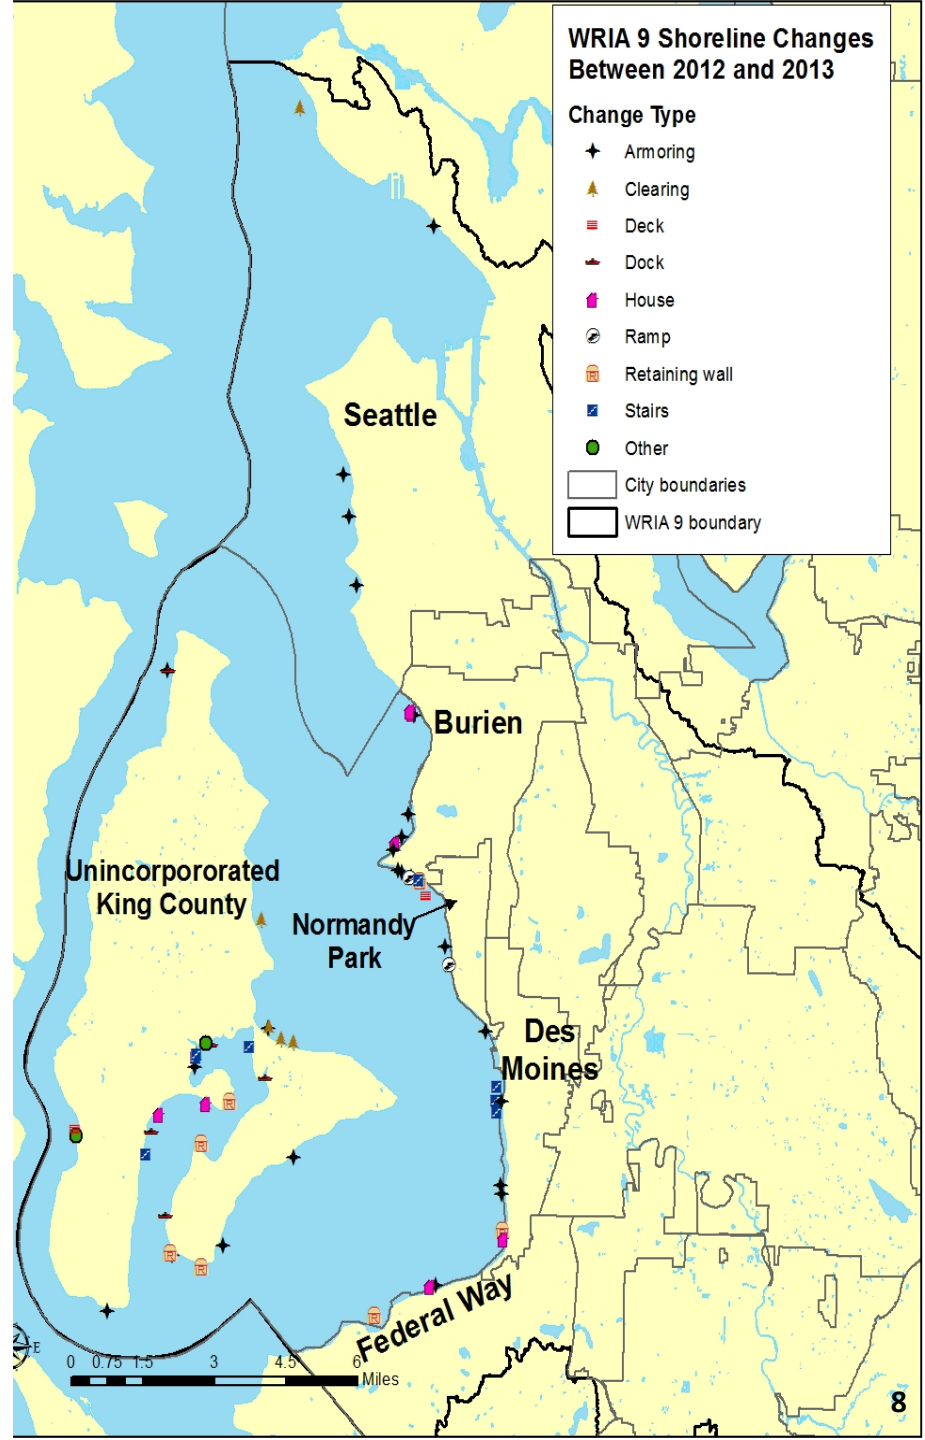 WRIA 9 Shoreline Changes
Between 2012 and 2013
Change Type
Armoring
Clearing
Deck
Dock
House
Ramp
Retaining wall
Stairs
Other
City boundaries
WRIA 9 boundary
Seattle
Burien
Unincorpororated
King County
Normandy
Park
Des
Moines
Federal Way
E
0 0.75 1.5 3 4.5 6
Miles
8